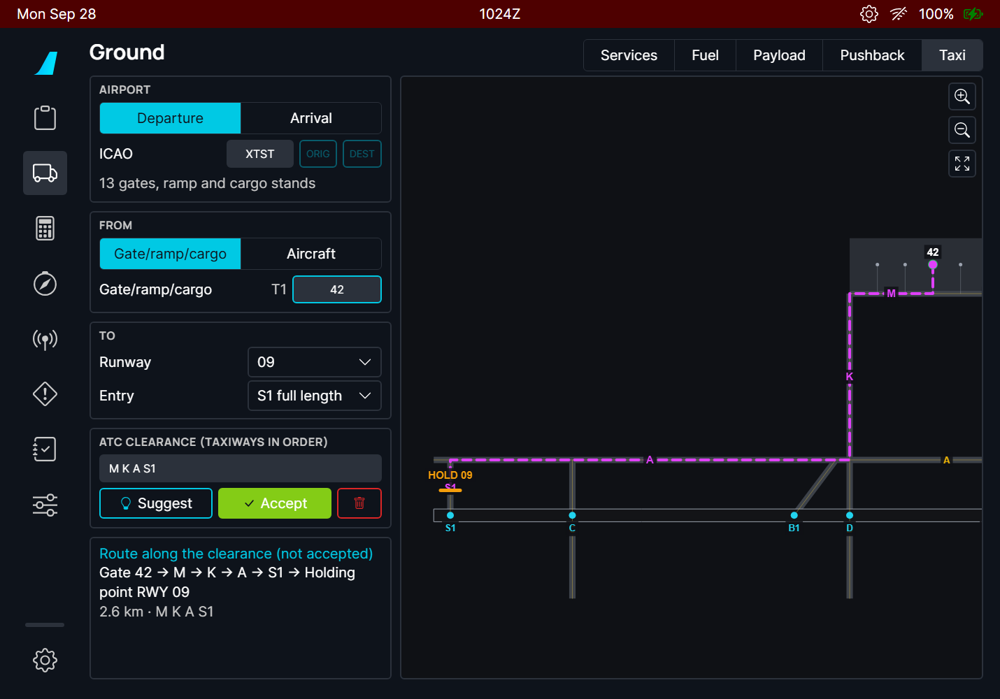 Mon Sep 28
1024Z
100%
Ground
Services
Fuel
Payload
Pushback
Taxi
AIRPORT
Departure
Arrival
ICAO
XTST
ORIG
DEST
13 gates, ramp and cargo stands
FROM
Gate/ramp/cargo
Aircraft
Gate/ramp/cargo
T1
42
TO
Runway
09
Entry
S1 full length
ATC CLEARANCE (TAXIWAYS IN ORDER)
M K A S1
Suggest
Accept
Route along the clearance (not accepted)
Gate 42 → M → K → A → S1 → Holding
point RWY 09
2.6 km · M K A S1
42
M
K
A
A
HOLD 09
S1
S1
C
B1
D